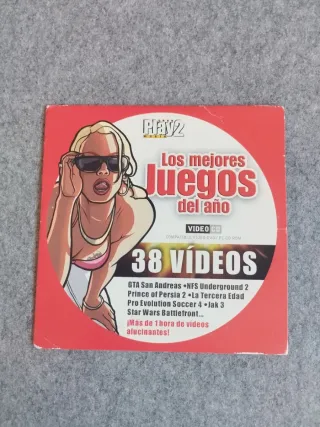 Play2
Los mejores
Juegos
del año
VIDEO CD
38 VÍDEOS
GTA San Andreas •NFS Underground 2
Prince of Persia 2 •La Tercera Edad
Pro Evolution Soccer 4 •Jak 3
Star Wars Battlefront...
¡Más de 1 hora de vídeos
alucinantes!